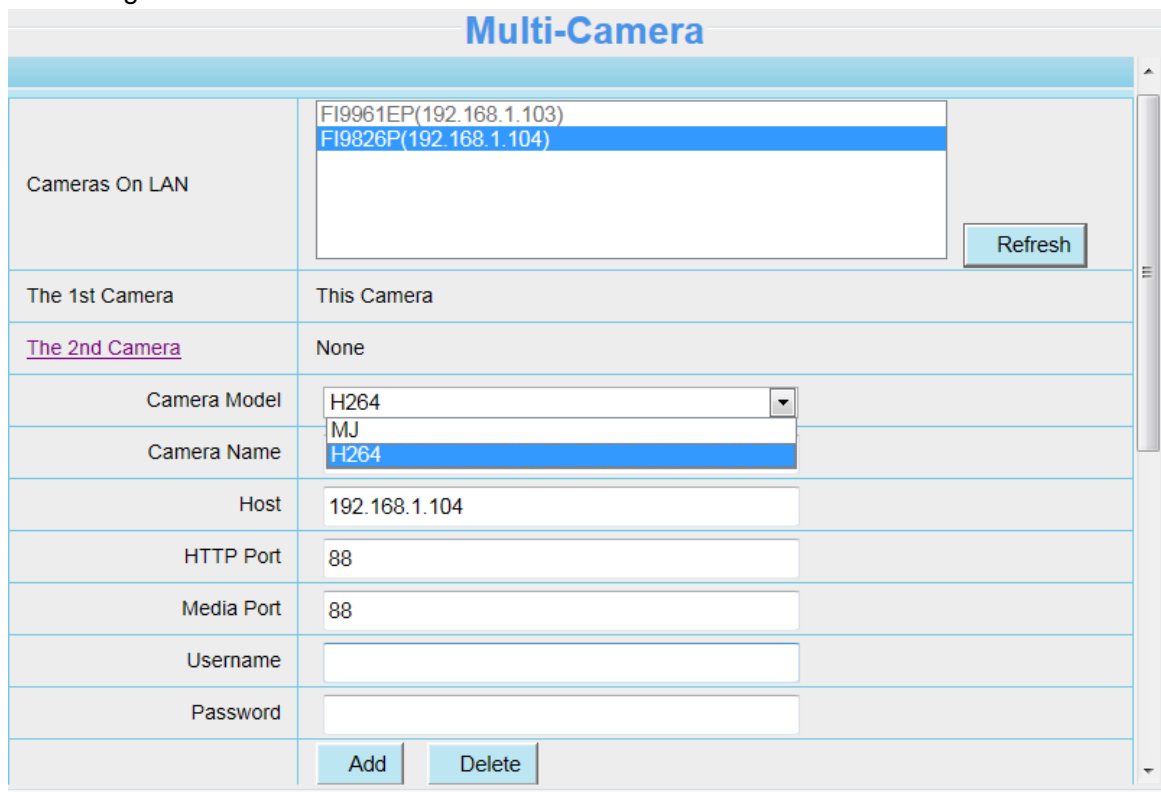 Multi-Camera
FI9961EP(192.168.1.103)
FI9826P(192.168.1.104)
Cameras On LAN
Refresh
The 1st Camera This Camera
The 2nd Camera None
Camera Model H264
MJ
Camera Name H264
Host 192.168.1.104
HTTP Port 88
Media Port 88
Username
Password
Add Delete